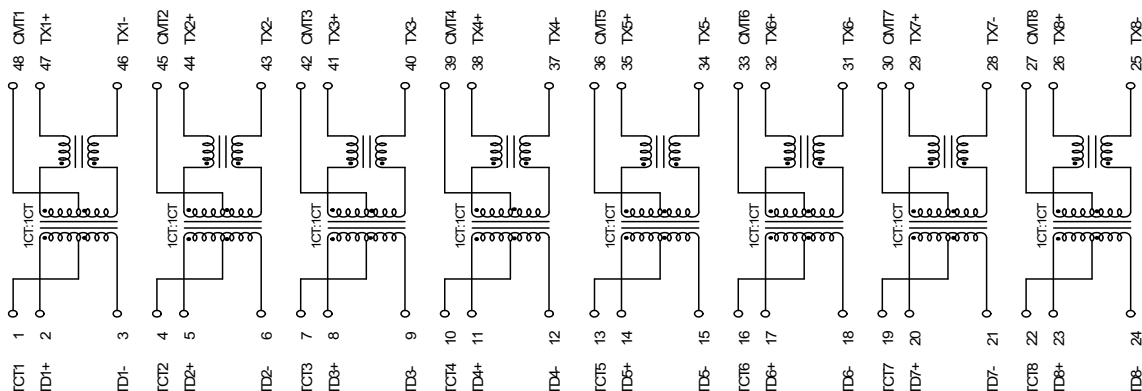 48 CMT1
47 TX1+
46 TX1-
45 CMT2
44 TX2+
43 TX2-
42 CMT3
41 TX3+
40 TX3-
39 CMT4
38 TX4+
37 TX4-
36 CMT5
35 TX5+
34 TX5-
33 CMT6
32 TX6+
31 TX6-
30 CMT7
29 TX7+
28 TX7-
27 CMT8
26 TX8+
25 TX8-
1CT:1CT
1CT:1CT
1CT:1CT
1CT:1CT
1CT:1CT
1CT:1CT
1CT:1CT
1CT:1CT
TCT1 1
TD1+ 2
TD1- 3
TCT2 4
TD2+ 5
TD2- 6
TCT3 7
TD3+ 8
TD3- 9
TCT4 10
TD4+ 11
TD4- 12
TCT5 13
TD5+ 14
TD5- 15
TCT6 16
TD6+ 17
TD6- 18
TCT7 19
TD7+ 20
TD7- 21
TCT8 22
TD8+ 23
TD8- 24